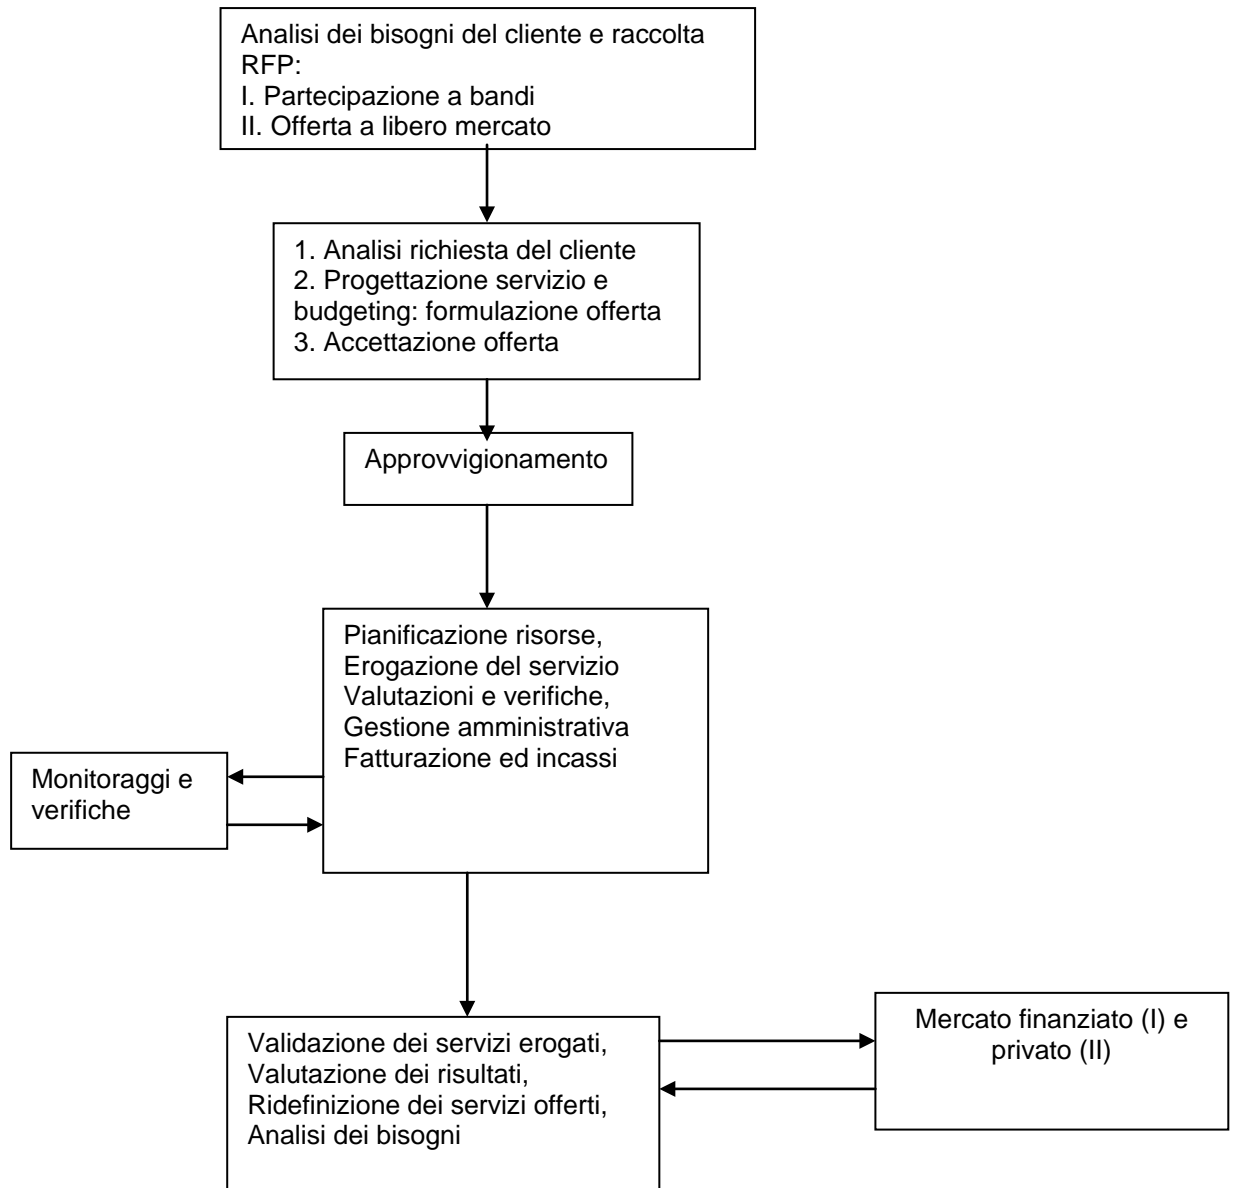 Analisi dei bisogni del cliente e raccolta
RFP:
I. Partecipazione a bandi
II. Offerta a libero mercato
1. Analisi richiesta del cliente
2. Progettazione servizio e
budgeting: formulazione offerta
3. Accettazione offerta
Approvvigionamento
Pianificazione risorse,
Erogazione del servizio
Valutazioni e verifiche,
Gestione amministrativa
Fatturazione ed incassi
Monitoraggi e
verifiche
Validazione dei servizi erogati,
Valutazione dei risultati,
Ridefinizione dei servizi offerti,
Analisi dei bisogni
Mercato finanziato (I) e
privato (II)